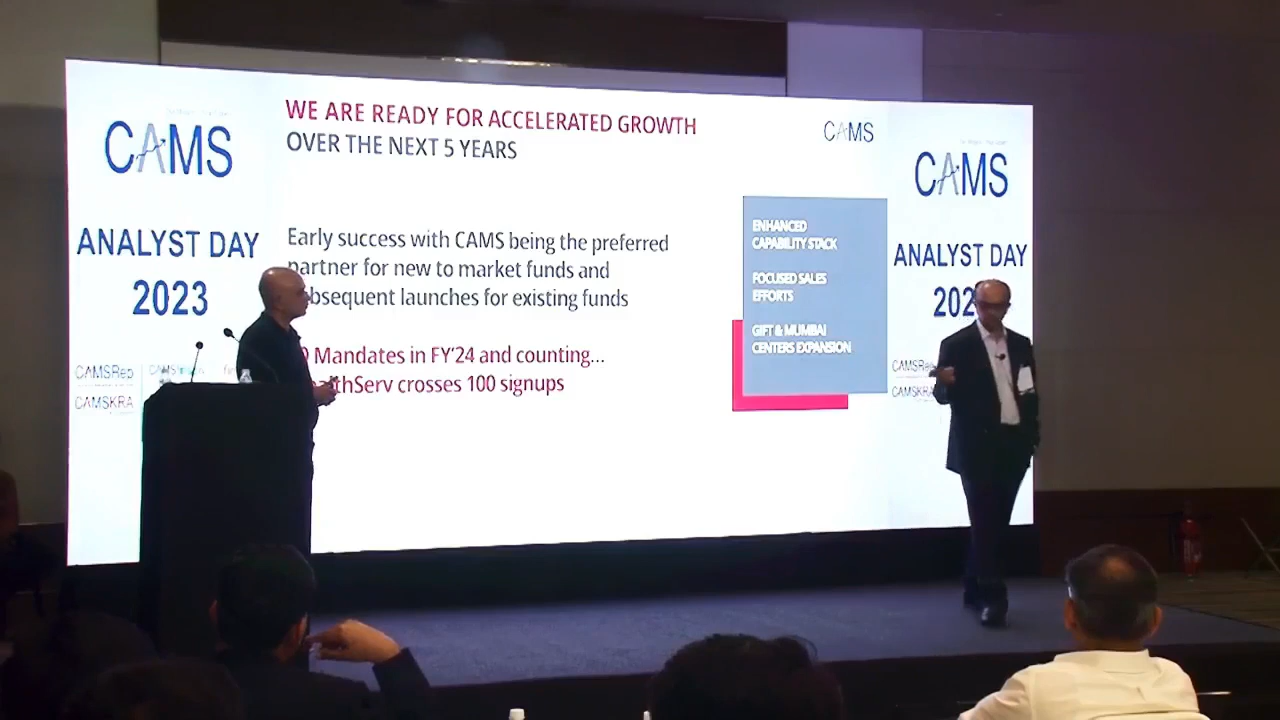 CAMS
ANALYST DAY
2023
CAMSRep
CAMSKRA
WE ARE READY FOR ACCELERATED GROWTH
OVER THE NEXT 5 YEARS
Early success with CAMS being the preferred
partner for new to market funds and
bsequent launches for existing funds
Mandates in FY'24 and counting...
thServ crosses 100 signups
CAMS
ENHANCED
CAPABILITY STACK
FOCUSED SALES
EFFORTS
GIFT & MUMBAI
CENTERS EXPANSION
CAMS
ANALYST DAY
202
CAMSRep
CAMSKRA